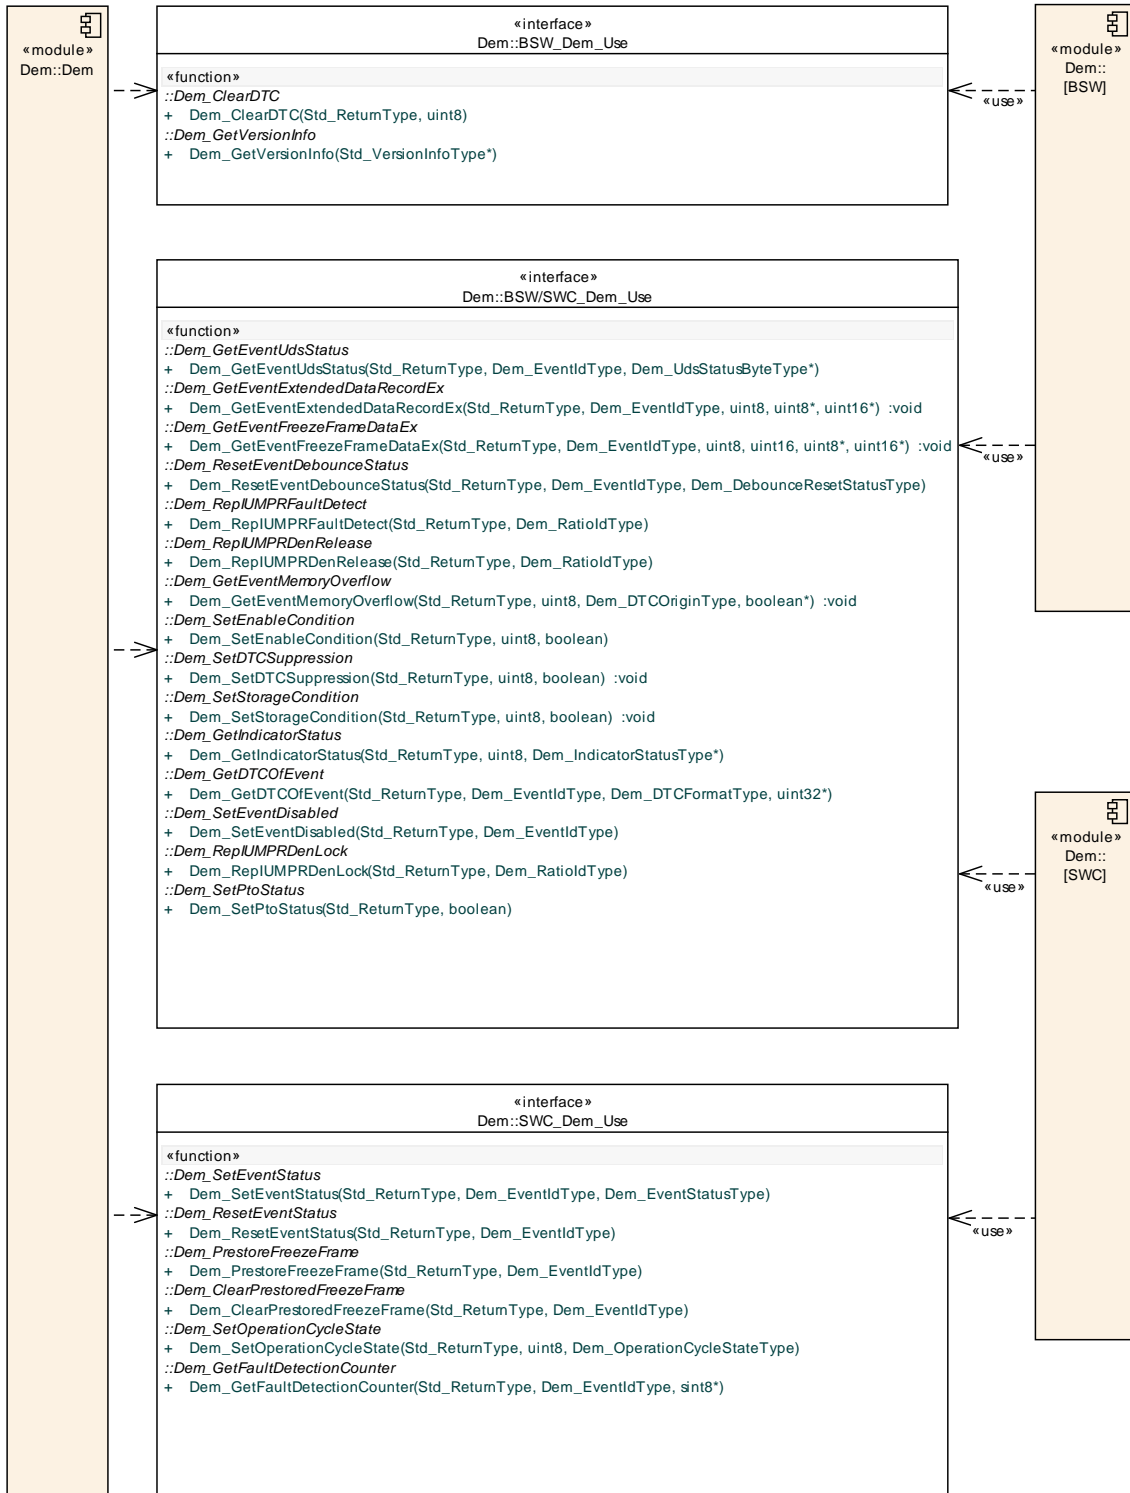 «module»
Dem::Dem
«interface»
Dem::BSW_Dem_Use
«function»
::Dem_ClearDTC
+ Dem_ClearDTC(Std_ReturnType, uint8)
::Dem_GetVersionInfo
+ Dem_GetVersionInfo(Std_VersionInfoType*)
«module»
Dem::
[BSW]
«use»
«interface»
Dem::BSW/SWC_Dem_Use
«function»
::Dem_GetEventUdsStatus
+ Dem_GetEventUdsStatus(Std_ReturnType, Dem_EventIdType, Dem_UdsStatusByteType*)
::Dem_GetEventExtendedDataRecordEx
+ Dem_GetEventExtendedDataRecordEx(Std_ReturnType, Dem_EventIdType, uint8, uint8*, uint16*) :void
::Dem_GetEventFreezeFrameDataEx
+ Dem_GetEventFreezeFrameDataEx(Std_ReturnType, Dem_EventIdType, uint8, uint16, uint8*, uint16*) :void
::Dem_ResetEventDebounceStatus
+ Dem_ResetEventDebounceStatus(Std_ReturnType, Dem_EventIdType, Dem_DebounceResetStatusType)
::Dem_RepIUMPRFaultDetect
+ Dem_RepIUMPRFaultDetect(Std_ReturnType, Dem_RatioIdType)
::Dem_RepIUMPRDenRelease
+ Dem_RepIUMPRDenRelease(Std_ReturnType, Dem_RatioIdType)
::Dem_GetEventMemoryOverflow
+ Dem_GetEventMemoryOverflow(Std_ReturnType, uint8, Dem_DTCOriginType, boolean*) :void
::Dem_SetEnableCondition
+ Dem_SetEnableCondition(Std_ReturnType, uint8, boolean)
::Dem_SetDTCSuppression
+ Dem_SetDTCSuppression(Std_ReturnType, uint8, boolean) :void
::Dem_SetStorageCondition
+ Dem_SetStorageCondition(Std_ReturnType, uint8, boolean) :void
::Dem_GetIndicatorStatus
+ Dem_GetIndicatorStatus(Std_ReturnType, uint8, Dem_IndicatorStatusType*)
::Dem_GetDTCOfEvent
+ Dem_GetDTCOfEvent(Std_ReturnType, Dem_EventIdType, Dem_DTCFormatType, uint32*)
::Dem_SetEventDisabled
+ Dem_SetEventDisabled(Std_ReturnType, Dem_EventIdType)
::Dem_RepIUMPRDenLock
+ Dem_RepIUMPRDenLock(Std_ReturnType, Dem_RatioIdType)
::Dem_SetPtoStatus
+ Dem_SetPtoStatus(Std_ReturnType, boolean)
«use»
«module»
Dem::
[SWC]
«use»
«interface»
Dem::SWC_Dem_Use
«function»
::Dem_SetEventStatus
+ Dem_SetEventStatus(Std_ReturnType, Dem_EventIdType, Dem_EventStatusType)
::Dem_ResetEventStatus
+ Dem_ResetEventStatus(Std_ReturnType, Dem_EventIdType)
::Dem_PrestoreFreezeFrame
+ Dem_PrestoreFreezeFrame(Std_ReturnType, Dem_EventIdType)
::Dem_ClearPrestoredFreezeFrame
+ Dem_ClearPrestoredFreezeFrame(Std_ReturnType, Dem_EventIdType)
::Dem_SetOperationCycleState
+ Dem_SetOperationCycleState(Std_ReturnType, uint8, Dem_OperationCycleStateType)
::Dem_GetFaultDetectionCounter
+ Dem_GetFaultDetectionCounter(Std_ReturnType, Dem_EventIdType, sint8*)
«use»